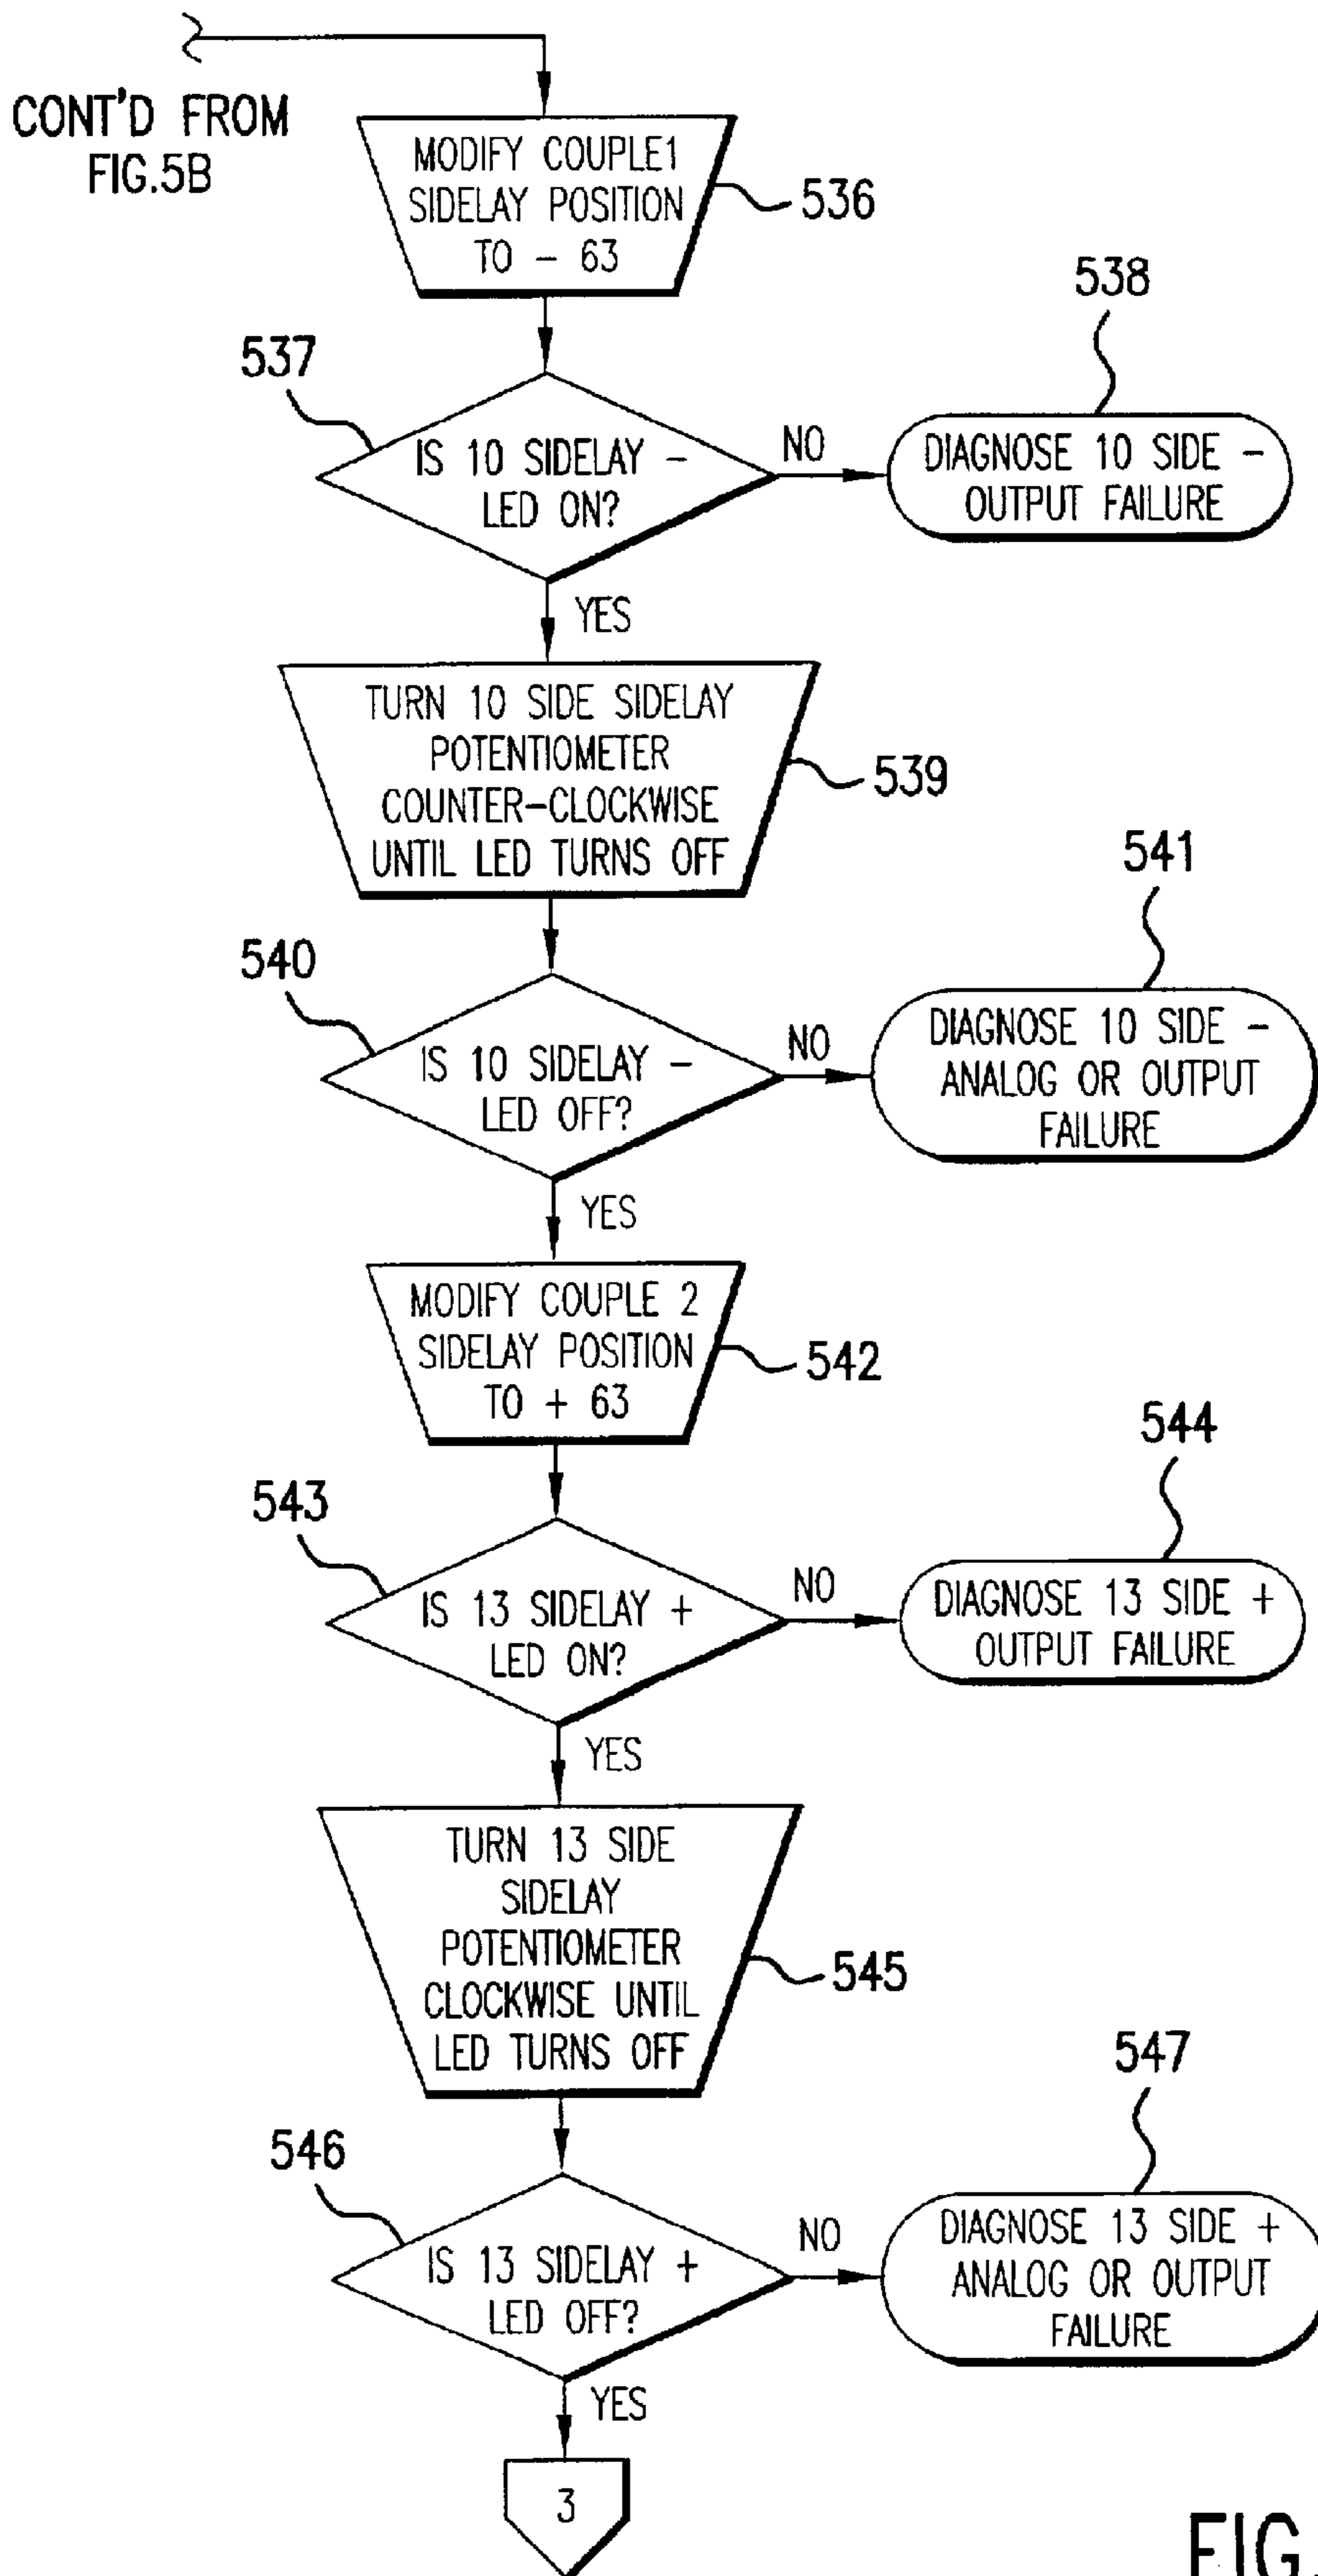 CONT'D FROM
FIG.5B
MODIFY COUPLE1
SIDELAY POSITION
TO - 63
536
537
538
IS 10 SIDELAY -
LED ON?
NO
DIAGNOSE 10 SIDE -
OUTPUT FAILURE
YES
TURN 10 SIDE SIDELAY
POTENTIOMETER
COUNTER-CLOCKWISE
UNTIL LED TURNS OFF
539
540
541
IS 10 SIDELAY -
LED OFF?
NO
DIAGNOSE 10 SIDE -
ANALOG OR OUTPUT
FAILURE
YES
MODIFY COUPLE 2
SIDELAY POSITION
TO + 63
542
543
544
IS 13 SIDELAY +
LED ON?
NO
DIAGNOSE 13 SIDE +
OUTPUT FAILURE
YES
TURN 13 SIDE
SIDELAY
POTENTIOMETER
CLOCKWISE UNTIL
LED TURNS OFF
545
546
547
IS 13 SIDELAY +
LED OFF?
NO
DIAGNOSE 13 SIDE +
ANALOG OR OUTPUT
FAILURE
YES
3
FIG.